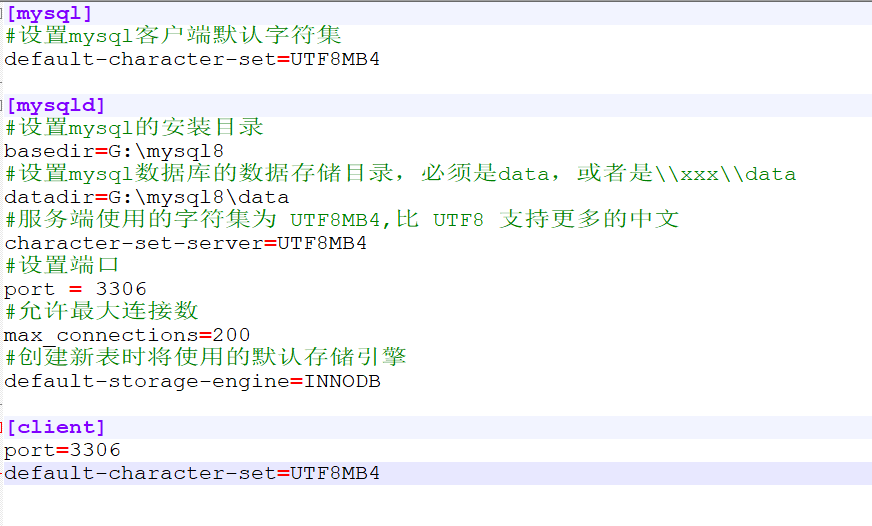 [mysql]
#设置mysql客户端默认字符集
default-character-set=UTF8MB4
[mysqld]
#设置mysql的安装目录
basedir=G:\mysql8
#设置mysql数据库的数据存储目录，必须是data，或者是\\xxx\\data
datadir=G:\mysql8\data
#服务端使用的字符集为 UTF8MB4,比 UTF8 支持更多的中文
character-set-server=UTF8MB4
#设置端口
port = 3306
#允许最大连接数
max_connections=200
#创建新表时将使用的默认存储引擎
default-storage-engine=INNODB
[client]
port=3306
default-character-set=UTF8MB4